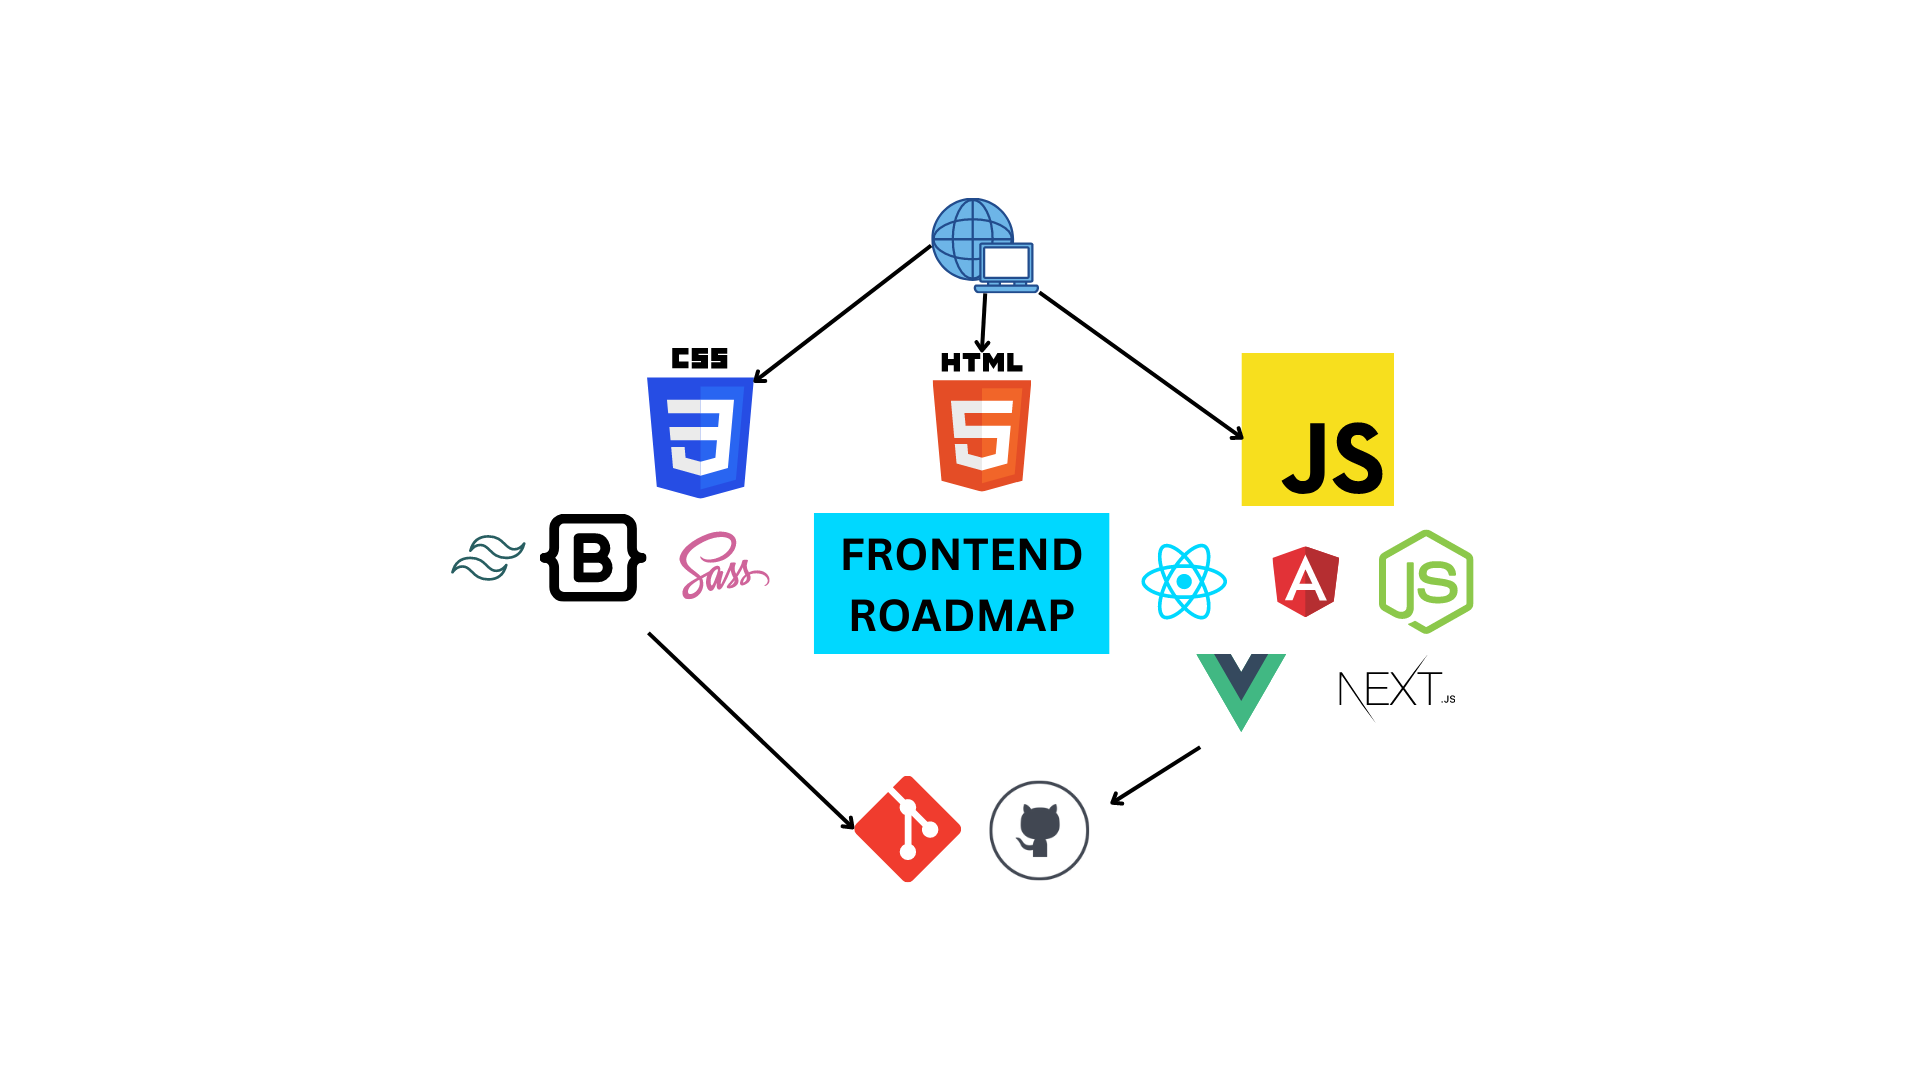 CSS
HTML
JS
B
Sass
FRONTEND
ROADMAP
A
JS
NEXT.JS